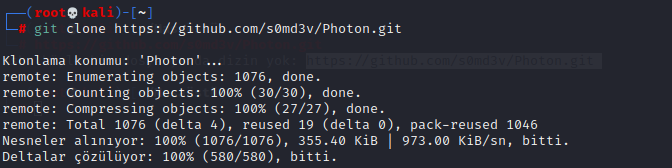 ┌──(root💀kali)-[~]
└─# git clone https://github.com/s0md3v/Photon.git
Klonlama konumu: 'Photon'...
remote: Enumerating objects: 1076, done.
remote: Counting objects: 100% (30/30), done.
remote: Compressing objects: 100% (27/27), done.
remote: Total 1076 (delta 4), reused 19 (delta 0), pack-reused 1046
Nesneler alınıyor: 100% (1076/1076), 355.40 KiB | 973.00 KiB/sn, bitti.
Deltalar çözülüyor: 100% (580/580), bitti.